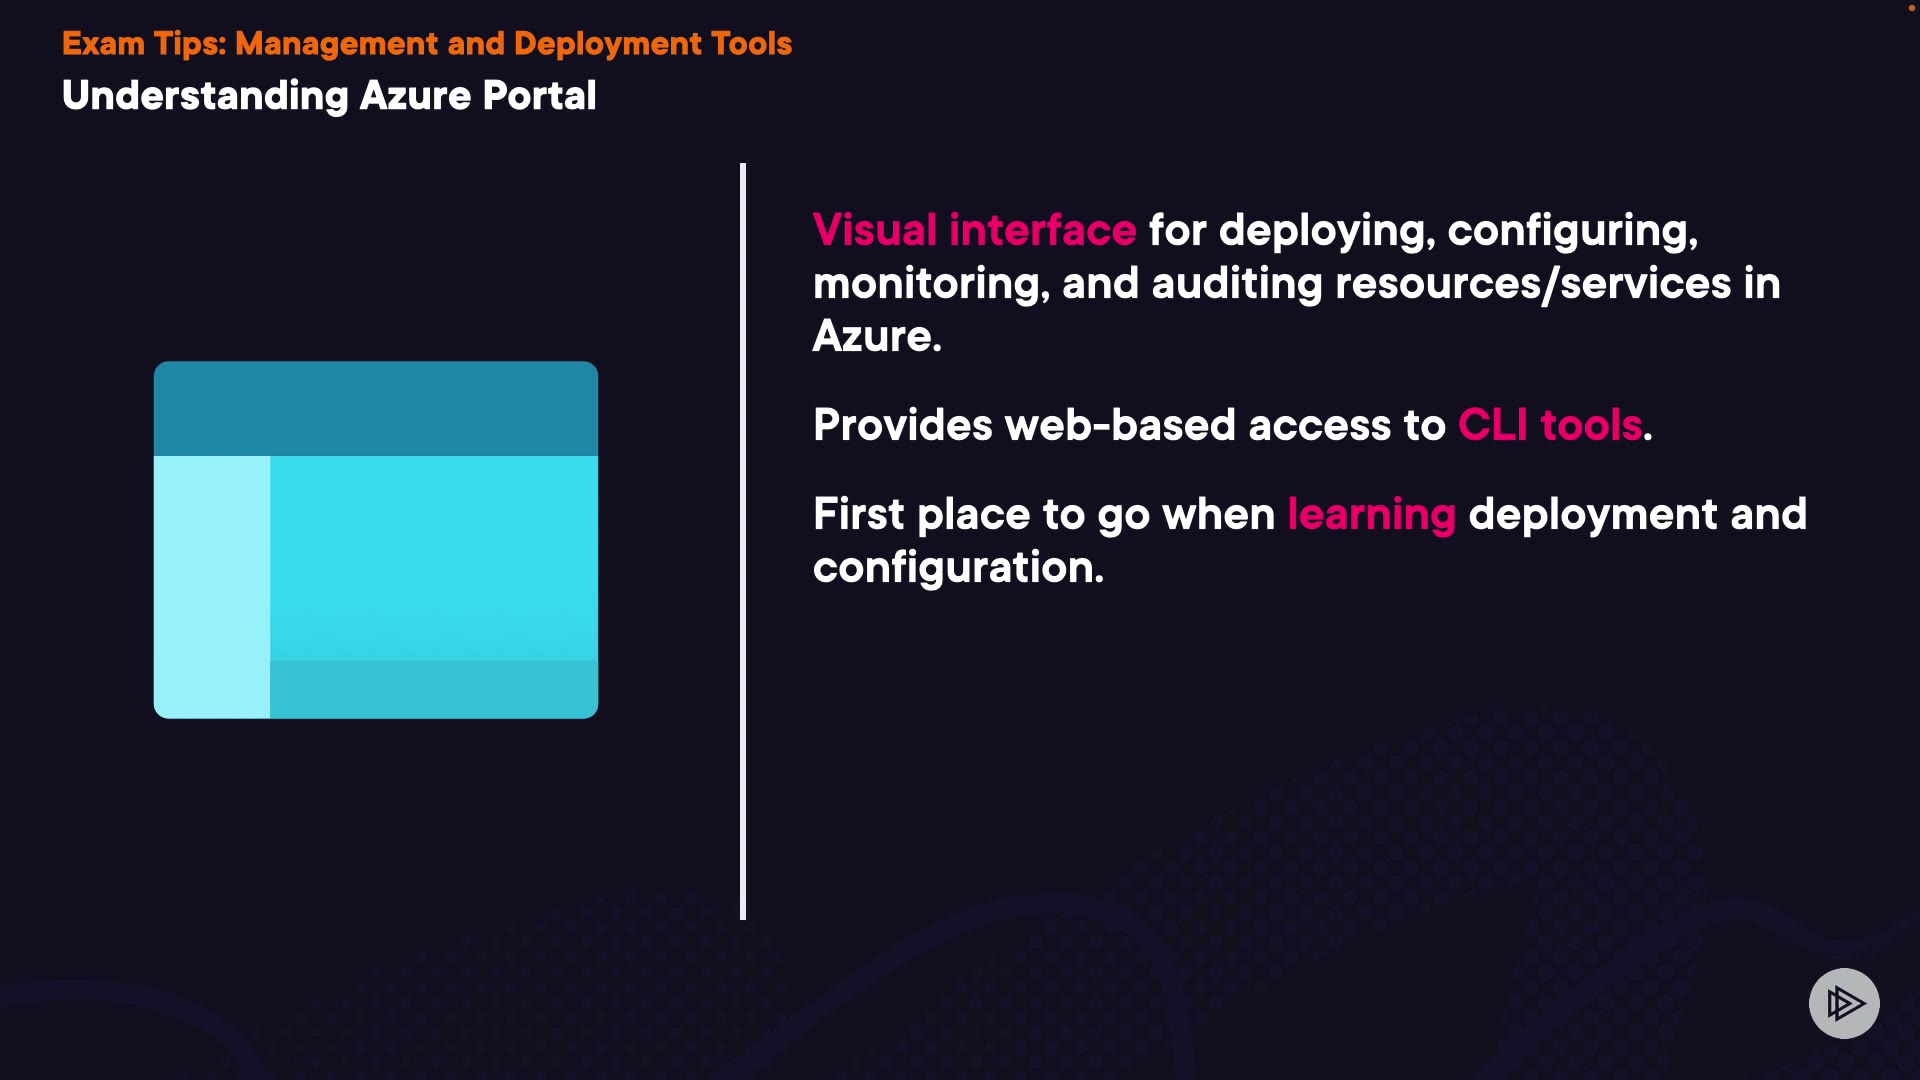 Exam Tips: Management and Deployment Tools
Understanding Azure Portal
Visual interface for deploying, configuring,
monitoring, and auditing resources/services in
Azure.
Provides web-based access to CLI tools.
First place to go when learning deployment and
configuration.